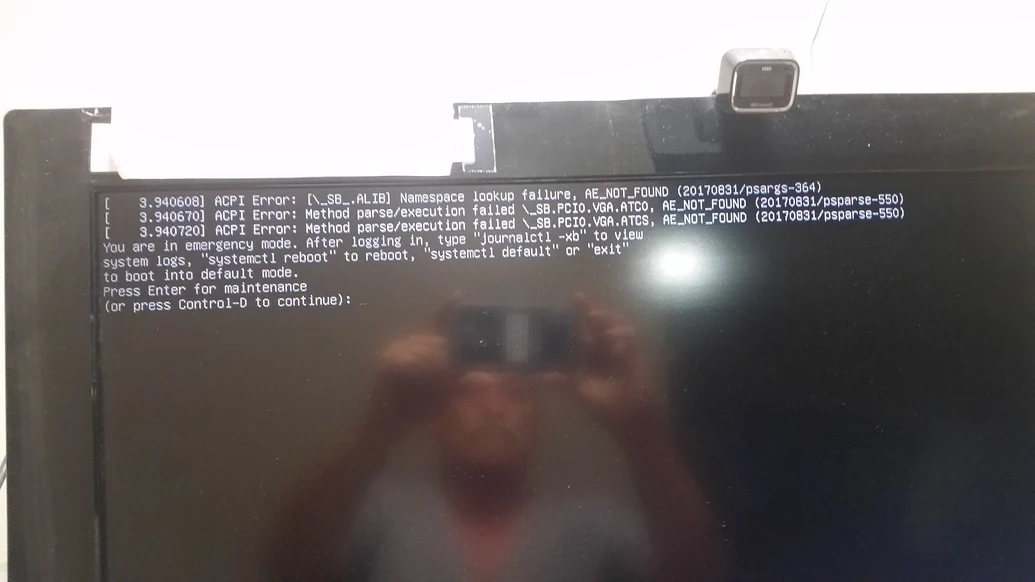 [    3.940608] ACPI Error: [\_SB_.ALIB] Namespace lookup failure, AE_NOT_FOUND (20170831/psargs-364)
[    3.940670] ACPI Error: Method parse/execution failed \_SB.PCI0.VGA.ATC0, AE_NOT_FOUND (20170831/psparse-550)
[    3.940720] ACPI Error: Method parse/execution failed \_SB.PCI0.VGA.ATCS, AE_NOT_FOUND (20170831/psparse-550)
You are in emergency mode. After logging in, type "journalctl -xb" to view
system logs, "systemctl reboot" to reboot, "systemctl default" or "exit"
to boot into default mode.
Press Enter for maintenance
(or press Control-D to continue):